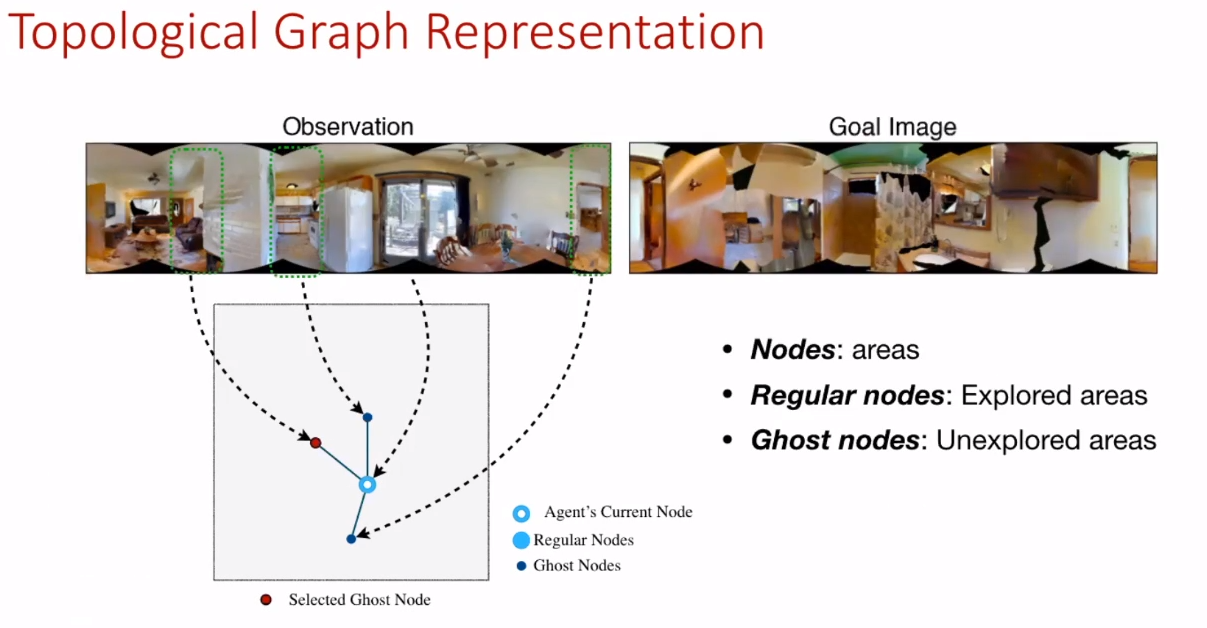 Topological Graph Representation
Observation
Goal Image
• Nodes: areas
• Regular nodes: Explored areas
• Ghost nodes: Unexplored areas
Agent's Current Node
Regular Nodes
Ghost Nodes
Selected Ghost Node